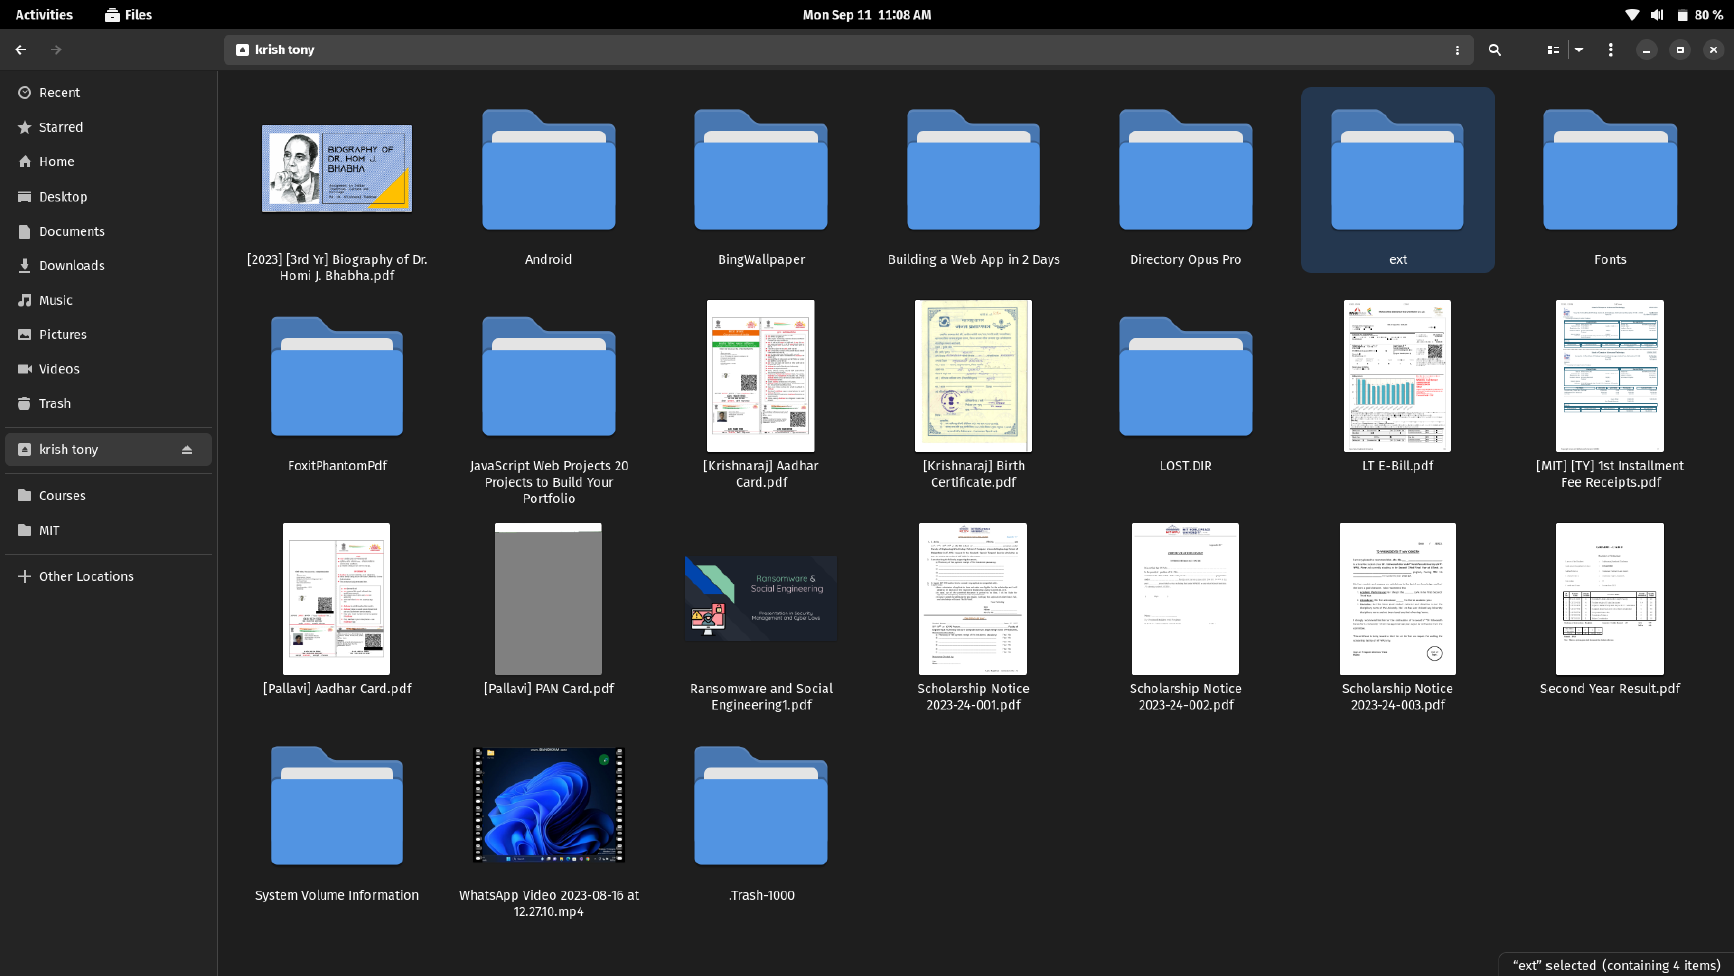 Activities
Files
Mon Sep 11 11:08 AM
80 %
krish tony
Recent
Starred
Home
Desktop
Documents
Downloads
Music
Pictures
Videos
Trash
krish tony
Courses
MIT
Other Locations
BIOGRAPHY OF
DR. HOMI J.
BHABHA
[2023] [3rd Yr] Biography of Dr.
Homi J. Bhabha.pdf
Android
BingWallpaper
Building a Web App in 2 Days
Directory Opus Pro
ext
Fonts
FoxitPhantomPdf
JavaScript Web Projects 20
Projects to Build Your
Portfolio
[Krishnaraj] Aadhar
Card.pdf
[Krishnaraj] Birth
Certificate.pdf
LOST.DIR
LT E-Bill.pdf
[MIT] [TY] 1st Installment
Fee Receipts.pdf
[Pallavi] Aadhar Card.pdf
[Pallavi] PAN Card.pdf
Ransomware &
Social Engineering
Presentation in Security
Management and Cyber Laws
Ransomware and Social
Engineering1.pdf
Scholarship Notice
2023-24-001.pdf
Scholarship Notice
2023-24-002.pdf
Scholarship Notice
2023-24-003.pdf
Second Year Result.pdf
System Volume Information
WhatsApp Video 2023-08-16 at
12.27.10.mp4
.Trash-1000
“ext” selected (containing 4 items)